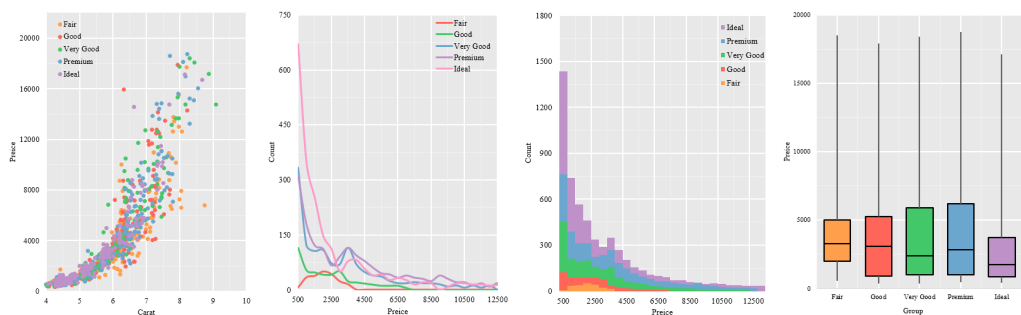 20000
16000
12000
8000
4000
0
Preice
Fair
Good
Very Good
Premium
Ideal
4 5 6 7 8 9 10
Carat
750
600
450
300
150
0
Count
Fair
Good
Very Good
Premium
Ideal
500 2500 4500 6500 8500 10500 12500
Preice
1800
1500
1200
900
600
300
0
Count
Ideal
Premium
Very Good
Good
Fair
500 2500 4500 6500 8500 10500 12500
Preice
20000
15000
10000
5000
0
Preice
Fair Good Very Good Premium Ideal
Group